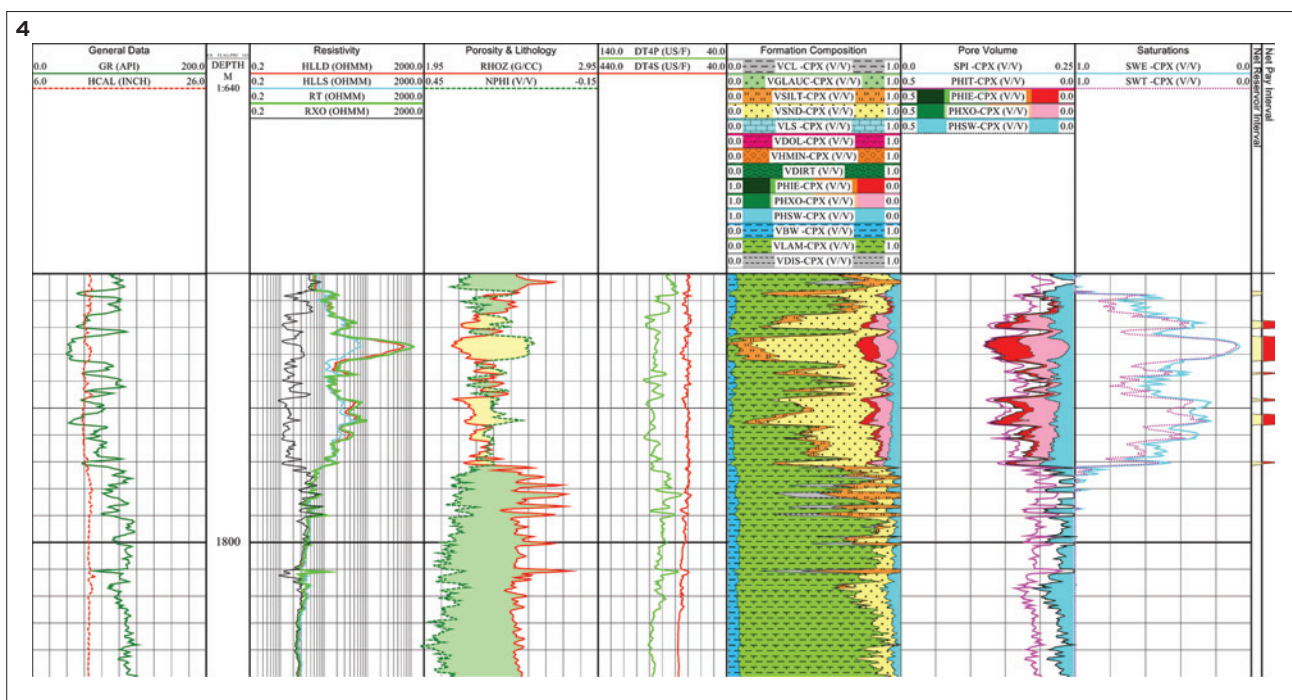 4
General Data
GR (API)
0.0 200.0
HCAL (INCH)
6.0 26.0
DEPTH
M
1:640
Resistivity
0.2 HLLD (OHMM) 2000.0
0.2 HLLS (OHMM) 2000.0
0.2 RT (OHMM) 2000.0
0.2 RXO (OHMM) 2000.0
Porosity & Lithology
1.95 RHOZ (G/CC) 2.95
0.45 NPHI (V/V) -0.15
140.0 DT4P (US/F) 40.0
440.0 DT4S (US/F) 40.0
Formation Composition
0.0 VCL -CPX (V/V) 1.0
0.0 VGLAUC-CPX (V/V) 1.0
0.0 VSILT-CPX (V/V) 1.0
0.0 VSND-CPX (V/V) 1.0
0.0 VLS -CPX (V/V) 1.0
0.0 VDOL-CPX (V/V) 1.0
0.0 VHMIN-CPX (V/V) 1.0
0.0 VDIRT (V/V) 1.0
1.0 PHIE-CPX (V/V) 0.0
1.0 PHXO-CPX (V/V) 0.0
1.0 PHSW-CPX (V/V) 0.0
0.0 VBW -CPX (V/V) 1.0
0.0 VLAM-CPX (V/V) 1.0
0.0 VDIS-CPX (V/V) 1.0
Pore Volume
0.0 SPI -CPX (V/V) 0.25
0.5 PHIT-CPX (V/V) 0.0
0.5 PHIE-CPX (V/V) 0.0
0.5 PHXO-CPX (V/V) 0.0
0.5 PHSW-CPX (V/V) 0.0
Saturations
1.0 SWE -CPX (V/V) 0.0
1.0 SWT -CPX (V/V) 0.0
Net Reservoir Interval
Net Pay Interval
1800